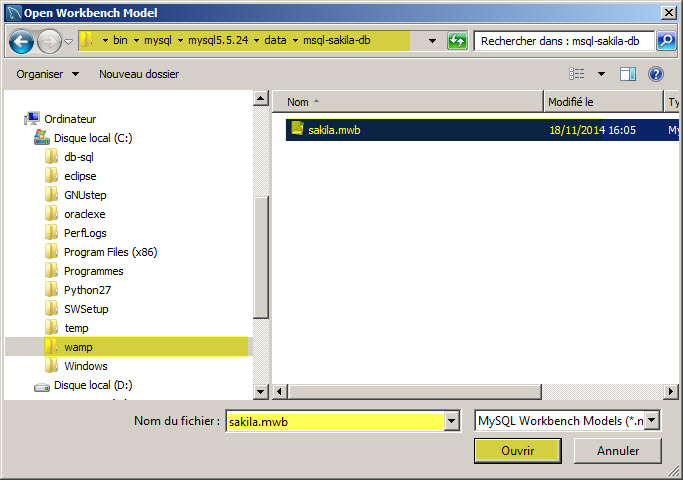 Open Workbench Model
bin mysql mysql5.5.24 data msql-sakila-db
Rechercher dans : msql-sakila-db
Organiser Nouveau dossier
Nom Modifié le Ty
Ordinateur
Disque local (C:)
db-sql
eclipse
GNUstep
oraclexe
PerfLogs
Program Files (x86)
Programmes
Python27
SWSetup
temp
wamp
Windows
Disque local (D:)
sakila.mwb 18/11/2014 16:05 My
Nom du fichier : sakila.mwb
MySQL Workbench Models (*.n
Ouvrir Annuler